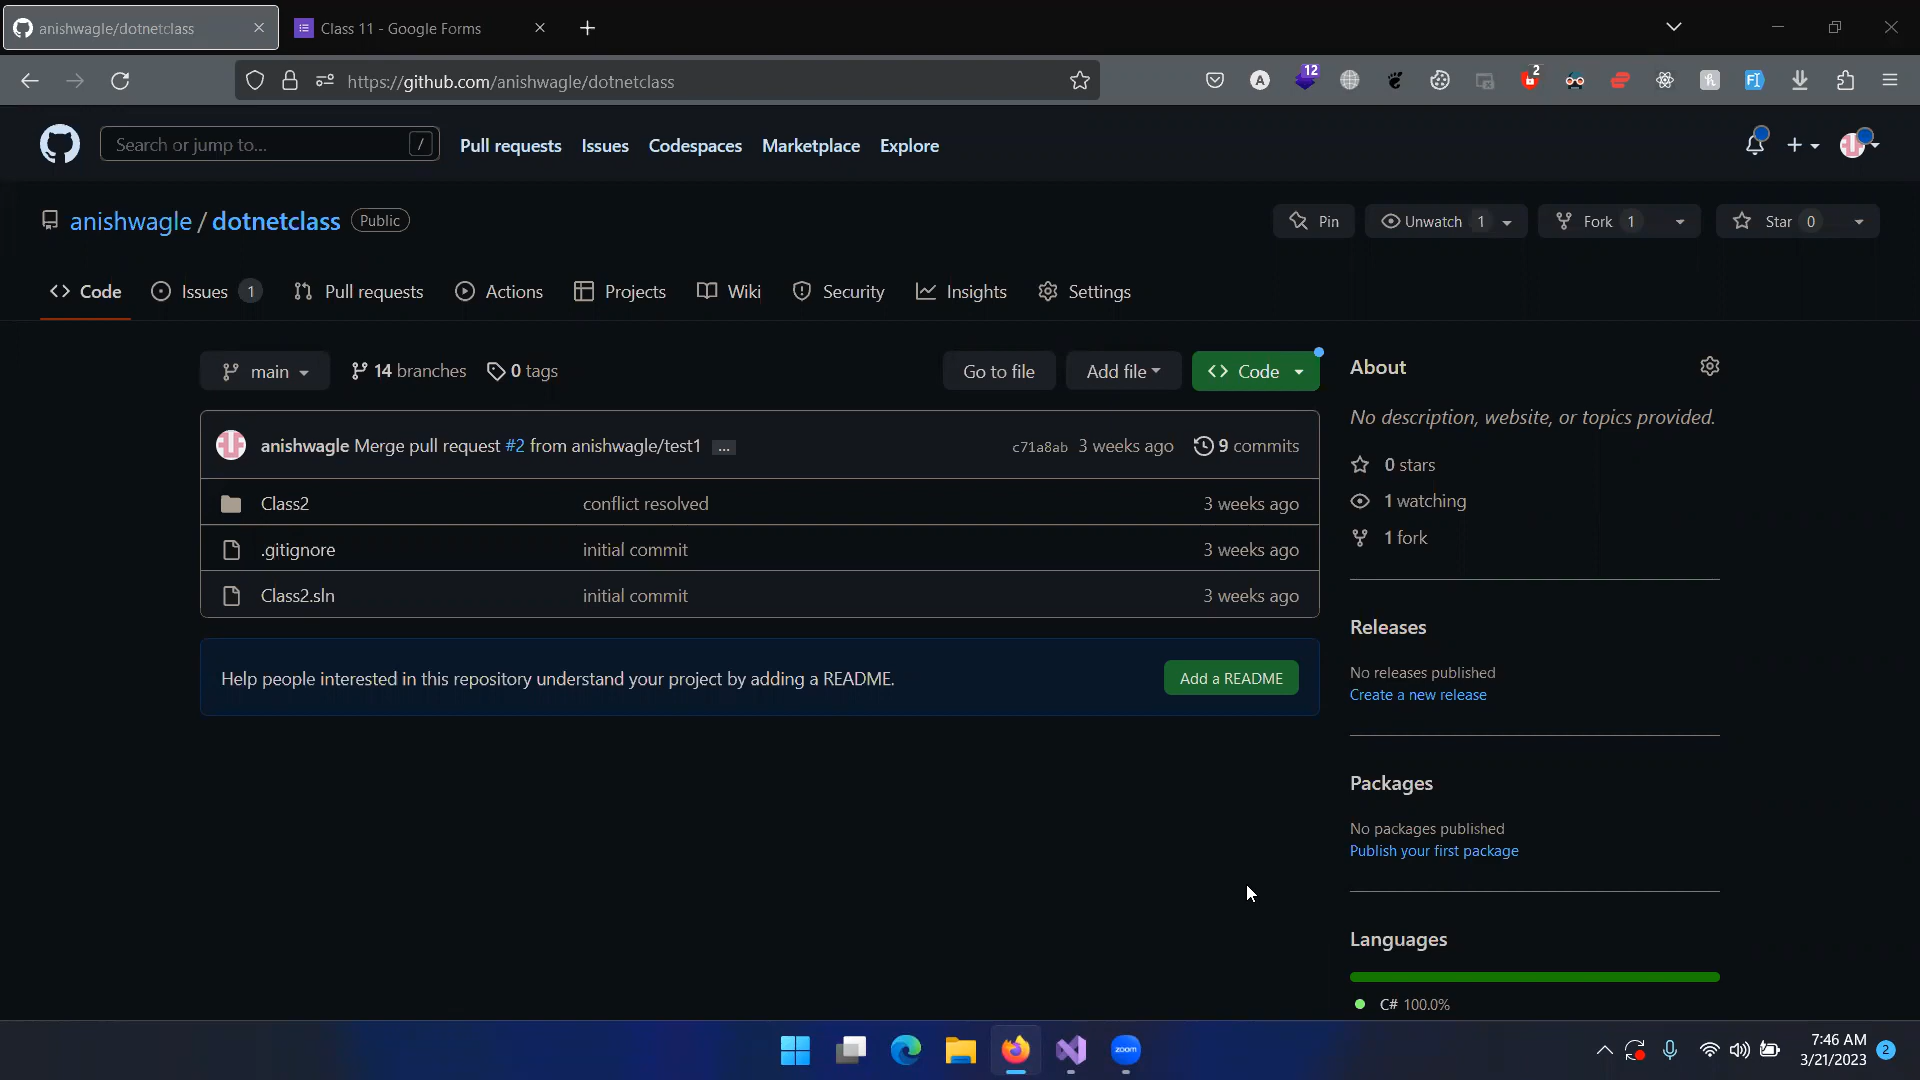 anishwagle/dotnetclass
Class 11 - Google Forms
https://github.com/anishwagle/dotnetclass
12
A
2
FI
Search or jump to...
/
Pull requests
Issues
Codespaces
Marketplace
Explore
anishwagle / dotnetclass
Public
Pin
Unwatch 1
Fork 1
Star 0
Code
Issues 1
Pull requests
Actions
Projects
Wiki
Security
Insights
Settings
main
14 branches
0 tags
Go to file
Add file
Code
anishwagle Merge pull request #2 from anishwagle/test1 ...
c71a8ab 3 weeks ago
9 commits
Class2 conflict resolved 3 weeks ago
.gitignore initial commit 3 weeks ago
Class2.sln initial commit 3 weeks ago
Help people interested in this repository understand your project by adding a README.
Add a README
About
No description, website, or topics provided.
0 stars
1 watching
1 fork
Releases
No releases published
Create a new release
Packages
No packages published
Publish your first package
Languages
C# 100.0%
zoom
7:46 AM
3/21/2023
2